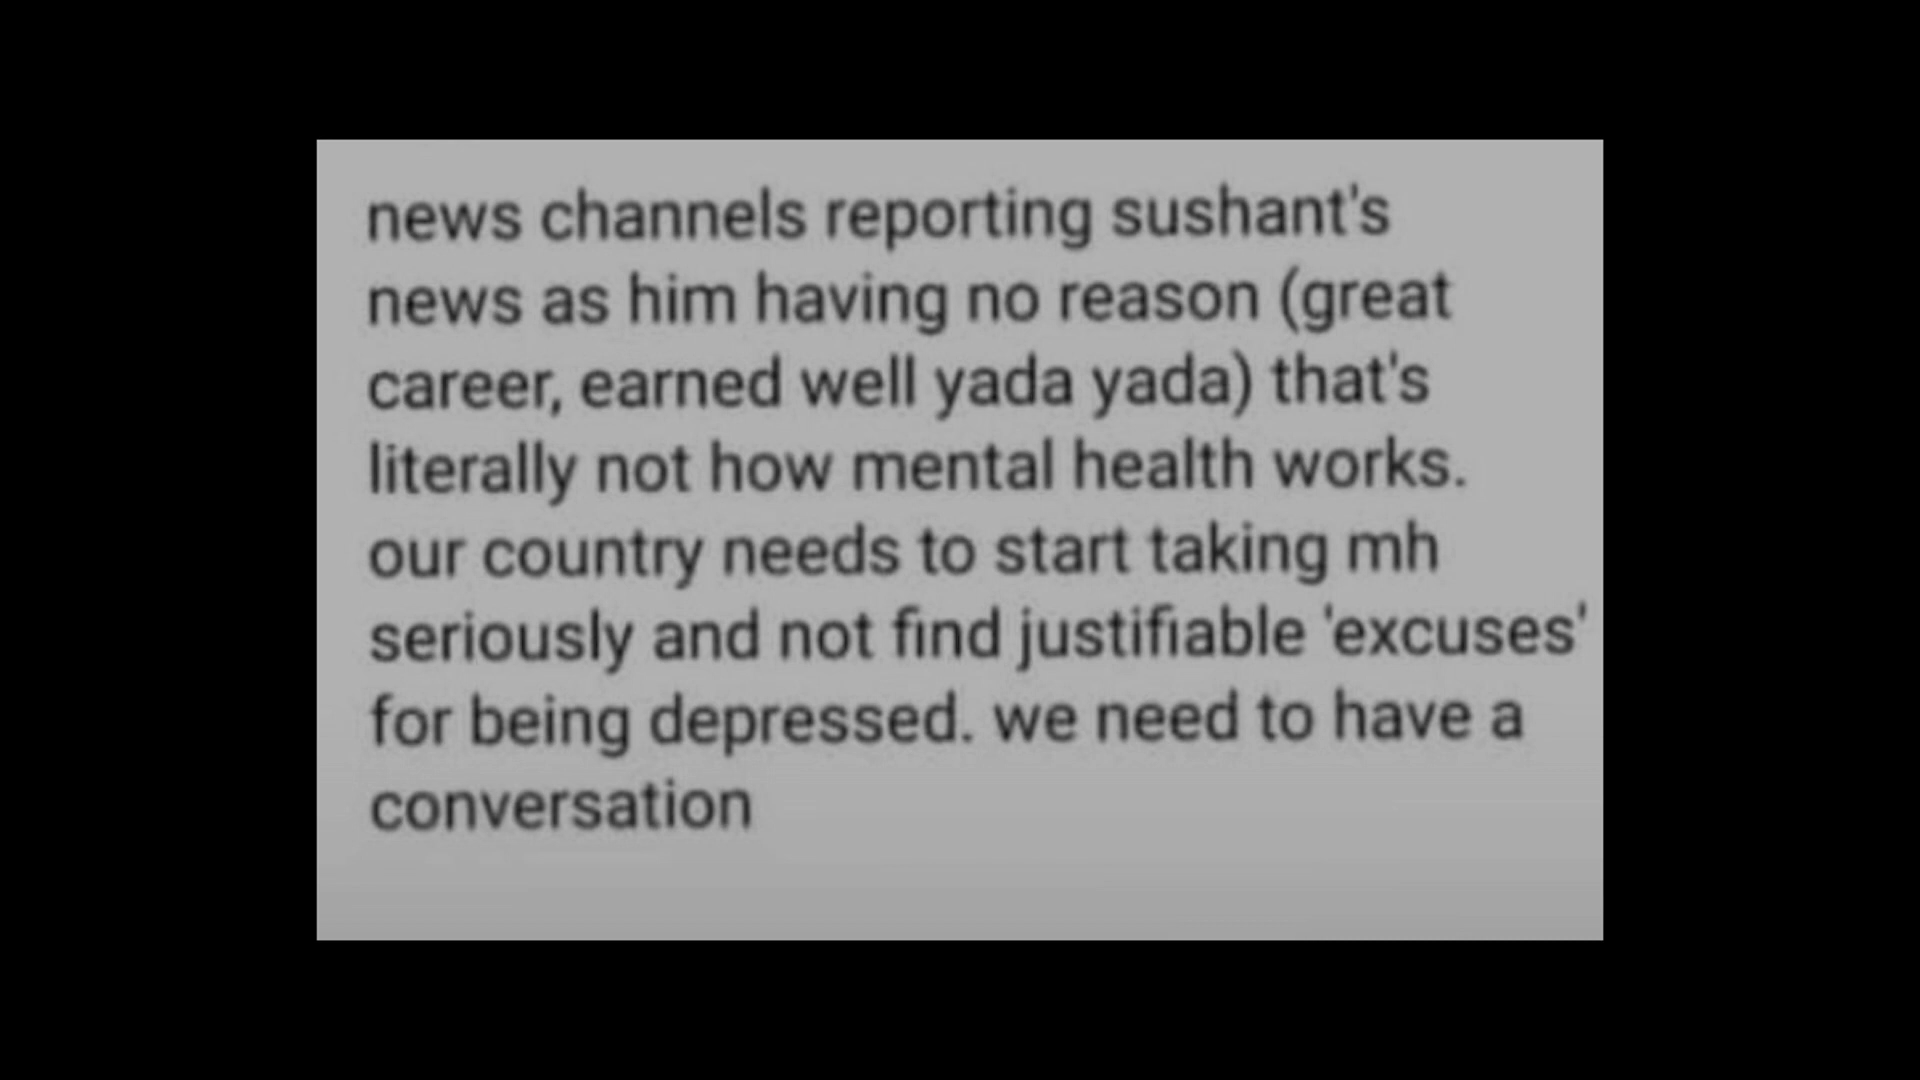 news channels reporting sushant's
news as him having no reason (great
career, earned well yada yada) that's
literally not how mental health works.
our country needs to start taking mh
seriously and not find justifiable 'excuses'
for being depressed. we need to have a
conversation